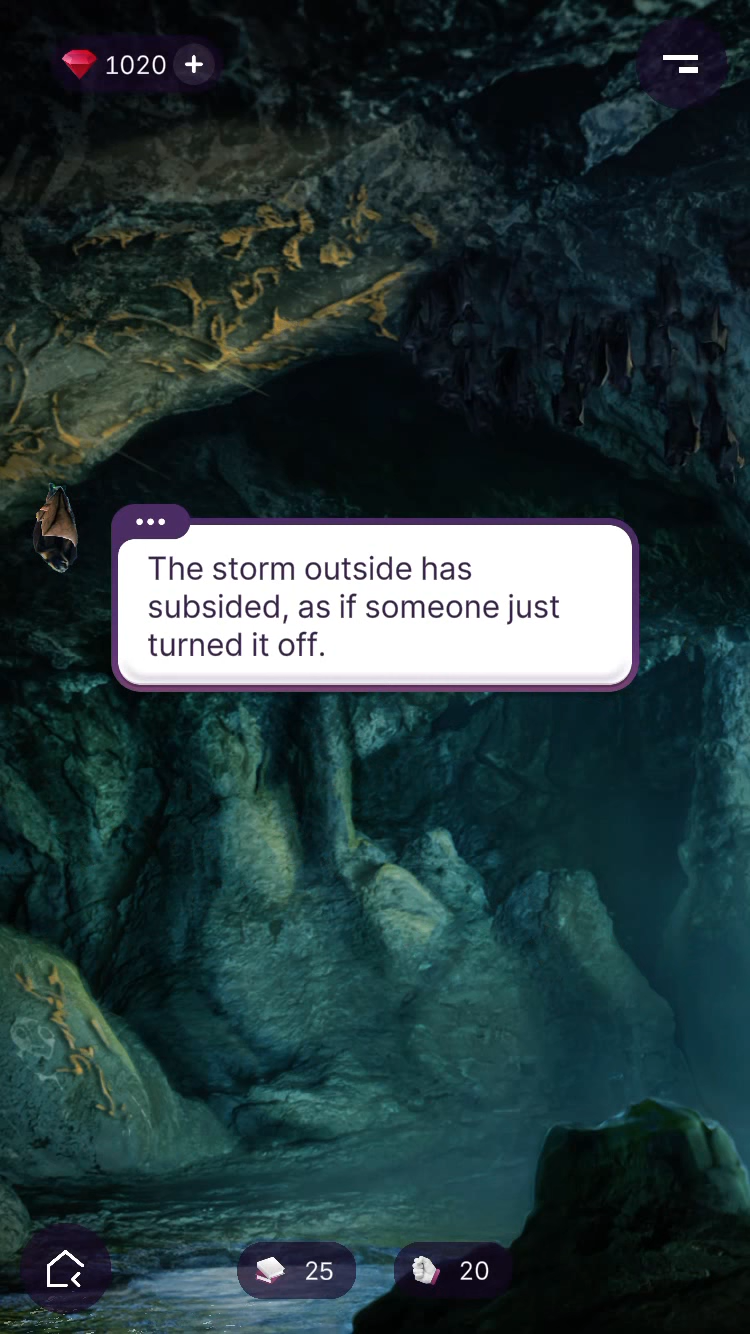 1020
The storm outside has
subsided, as if someone just
turned it off.
25
20